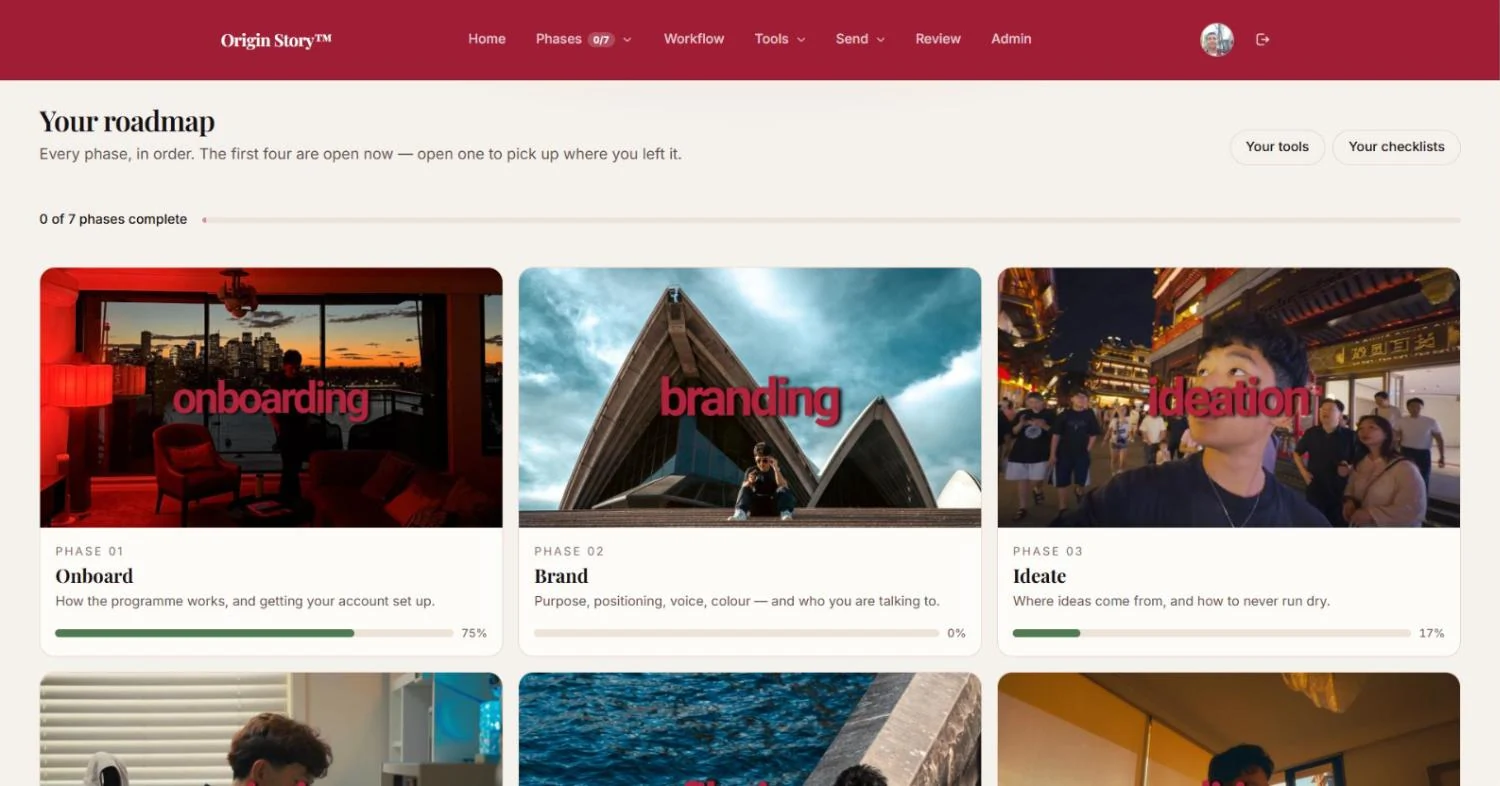 Origin Story™
Home
Phases 0/7
Workflow
Tools
Send
Review
Admin
Your roadmap
Every phase, in order. The first four are open now — open one to pick up where you left it.
Your tools
Your checklists
0 of 7 phases complete
onboarding
branding
ideation
PHASE 01
Onboard
How the programme works, and getting your account set up.
75%
PHASE 02
Brand
Purpose, positioning, voice, colour — and who you are talking to.
0%
PHASE 03
Ideate
Where ideas come from, and how to never run dry.
17%